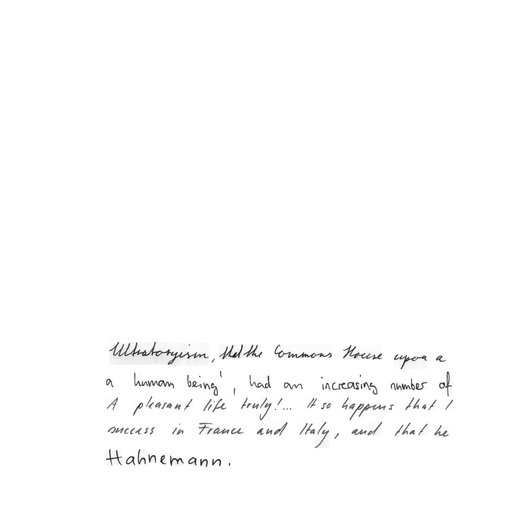 Ultratoryism, that the Commons House upon a
a human being', had an increasing number of
A pleasant life truly!... It so happens that I
success in France and Italy, and that he
Hahnemann.